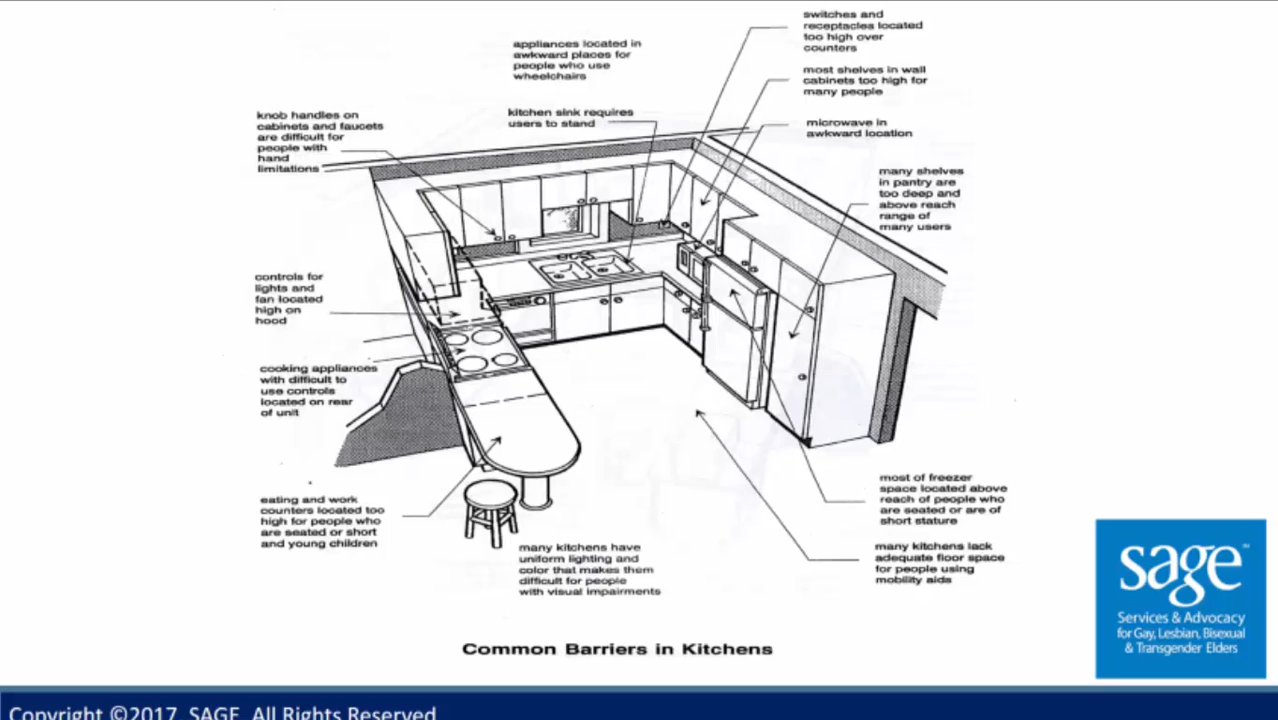 switches and
receptacles located
too high over
counters
appliances located in
awkward places for
people who use
wheelchairs
most shelves in wall
cabinets too high for
many people
kitchen sink requires
users to stand
microwave in
awkward location
knob handles on
cabinets and faucets
are difficult for
people with
hand
limitations
many shelves
in pantry are
too deep and
above reach
range of
many users
controls for
lights and
fan located
high on
hood
cooking appliances
with difficult to
use controls
located on rear
of unit
most of freezer
space located above
reach of people who
are seated or are of
short stature
eating and work
counters located too
high for people who
are seated or short
and young children
many kitchens have
uniform lighting and
color that makes them
difficult for people
with visual impairments
many kitchens lack
adequate floor space
for people using
mobility aids
Common Barriers in Kitchens
sage™
Services & Advocacy
for Gay, Lesbian, Bisexual
& Transgender Elders
Copyright ©2017 SAGE. All Rights Reserved